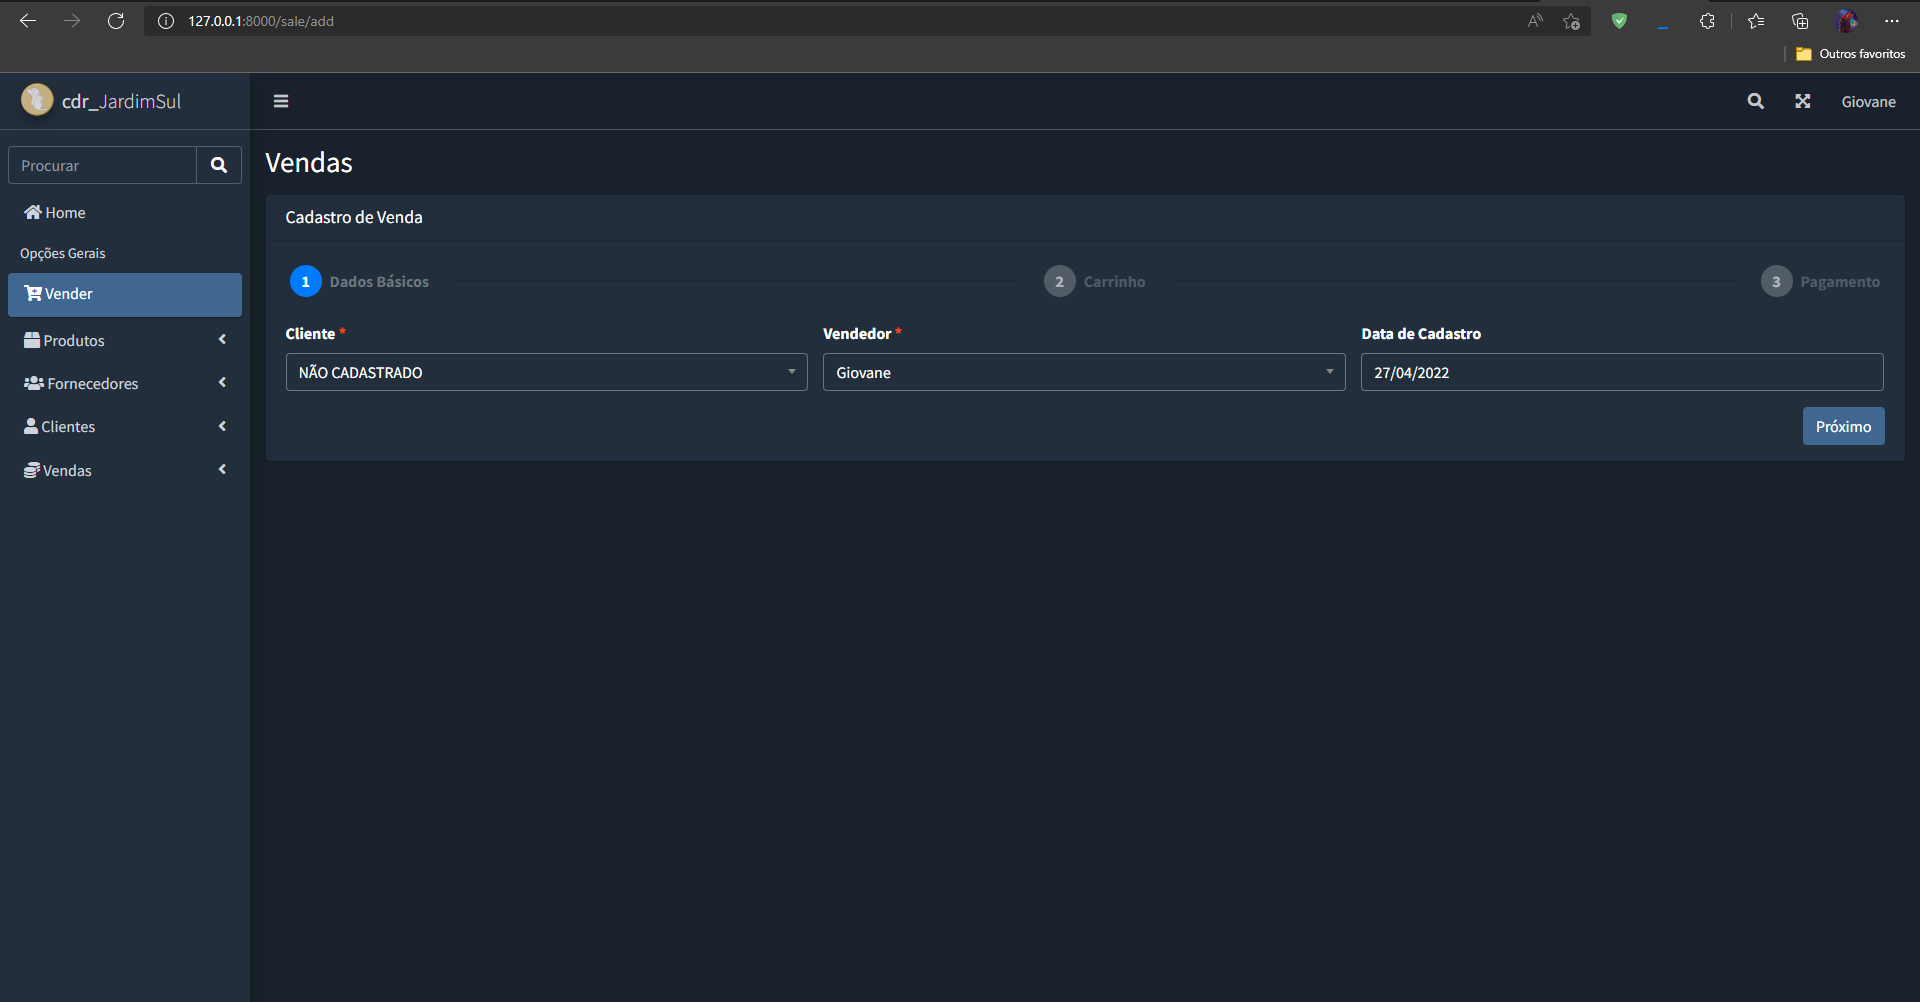 127.0.0.1:8000/sale/add
Outros favoritos
cdr_JardimSul
Giovane
Procurar
Home
Opções Gerais
Vender
Produtos
Fornecedores
Clientes
Vendas
Vendas
Cadastro de Venda
1 Dados Básicos
2 Carrinho
3 Pagamento
Cliente * Vendedor * Data de Cadastro
NÃO CADASTRADO Giovane 27/04/2022
Próximo